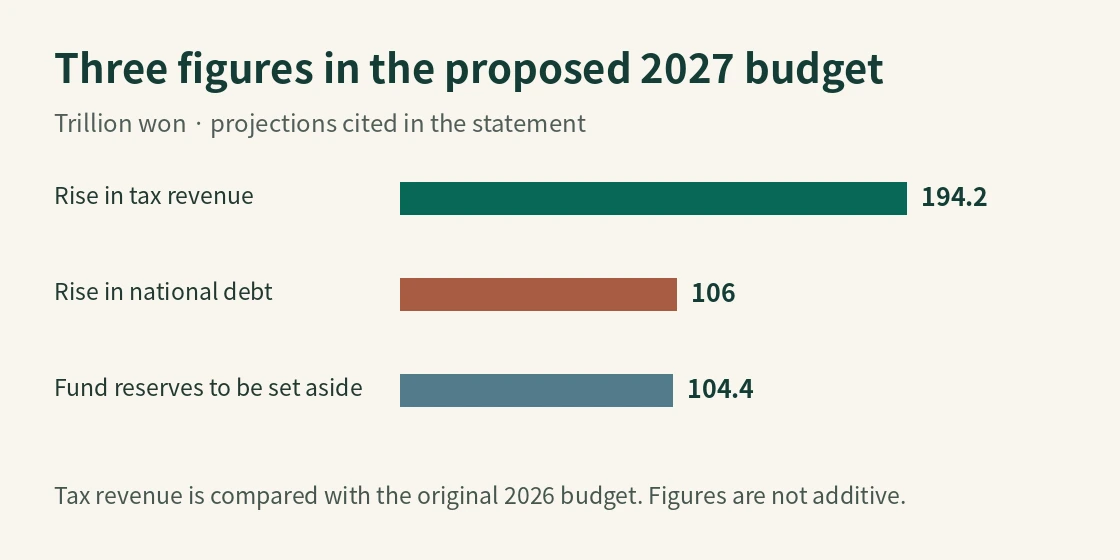 Three figures in the proposed 2027 budget
Trillion won · projections cited in the statement
Rise in tax revenue 194.2
Rise in national debt 106
Fund reserves to be set aside 104.4
Tax revenue is compared with the original 2026 budget. Figures are not additive.